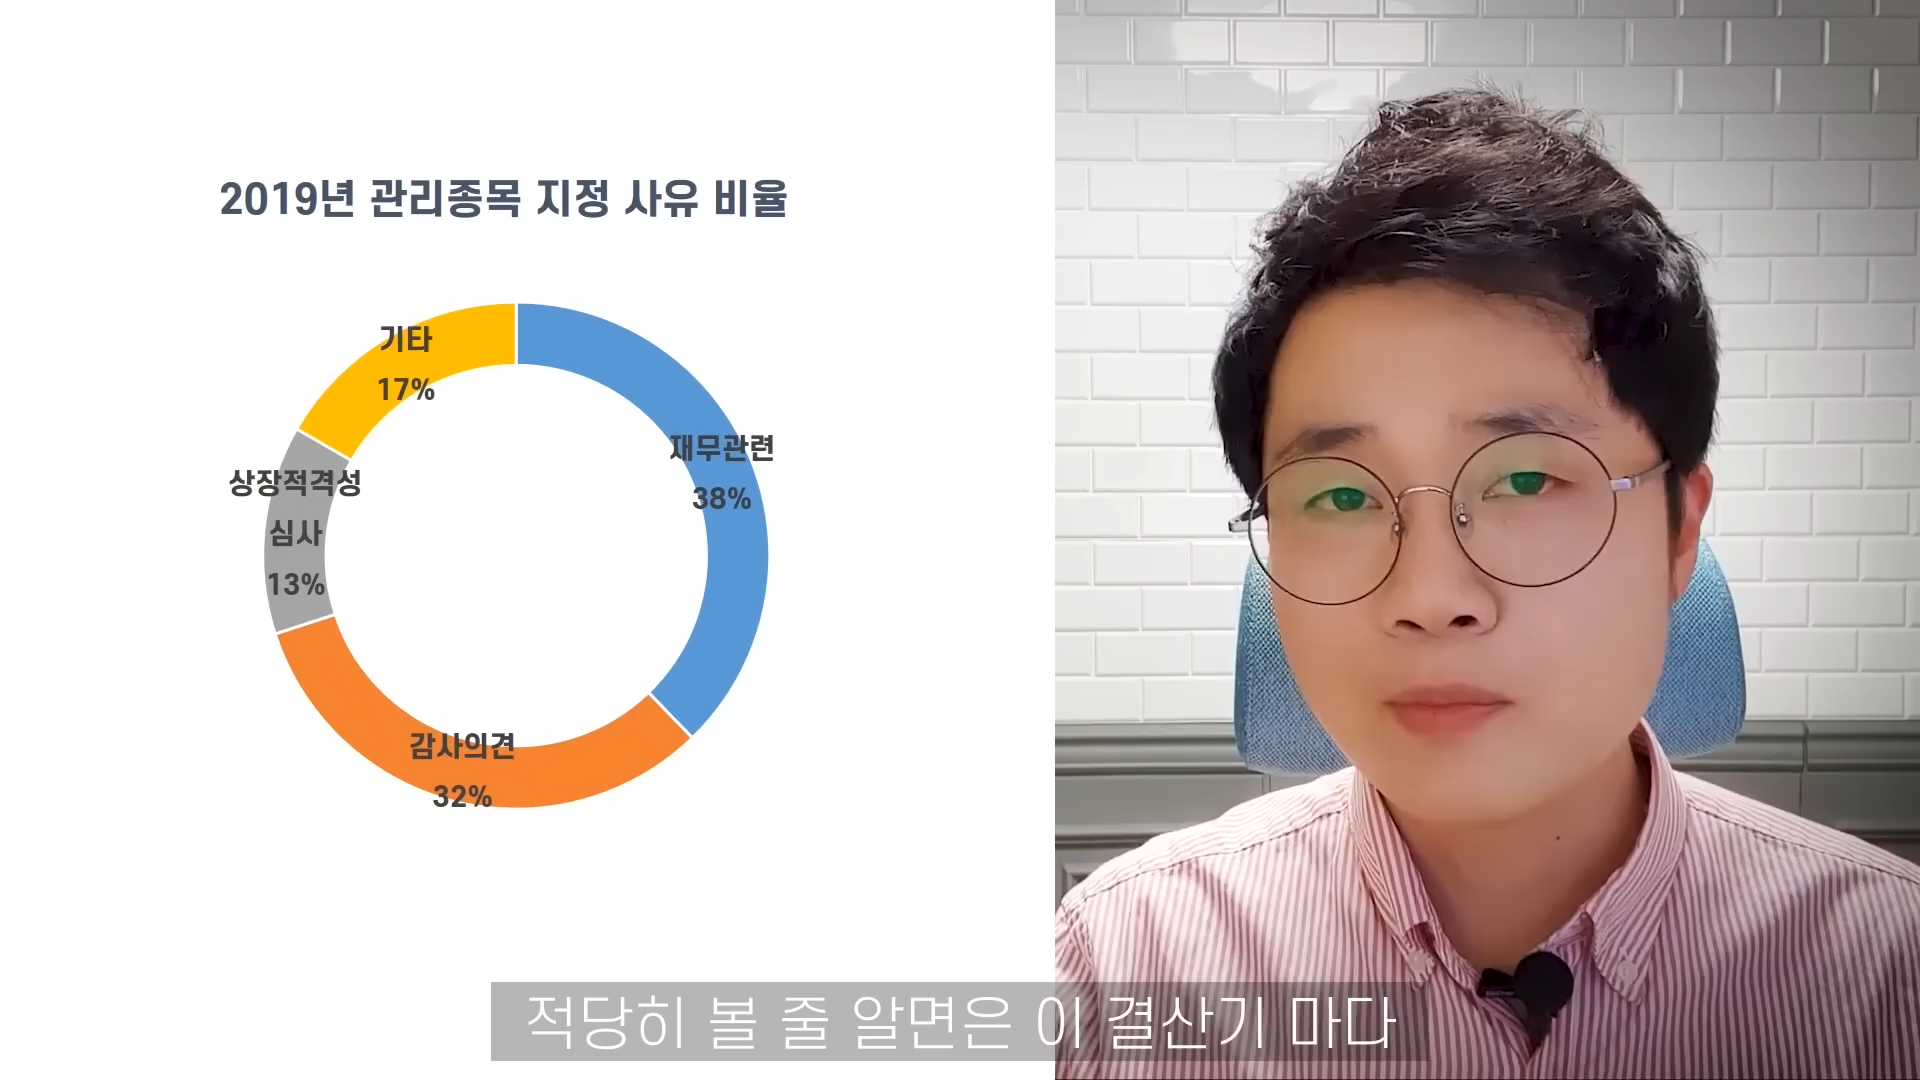 2019년 관리종목 지정 사유 비율
기타
17%
재무관련
38%
상장적격성
심사
13%
감사의견
32%
적당히 볼 줄 알면은 이 결산기 마다